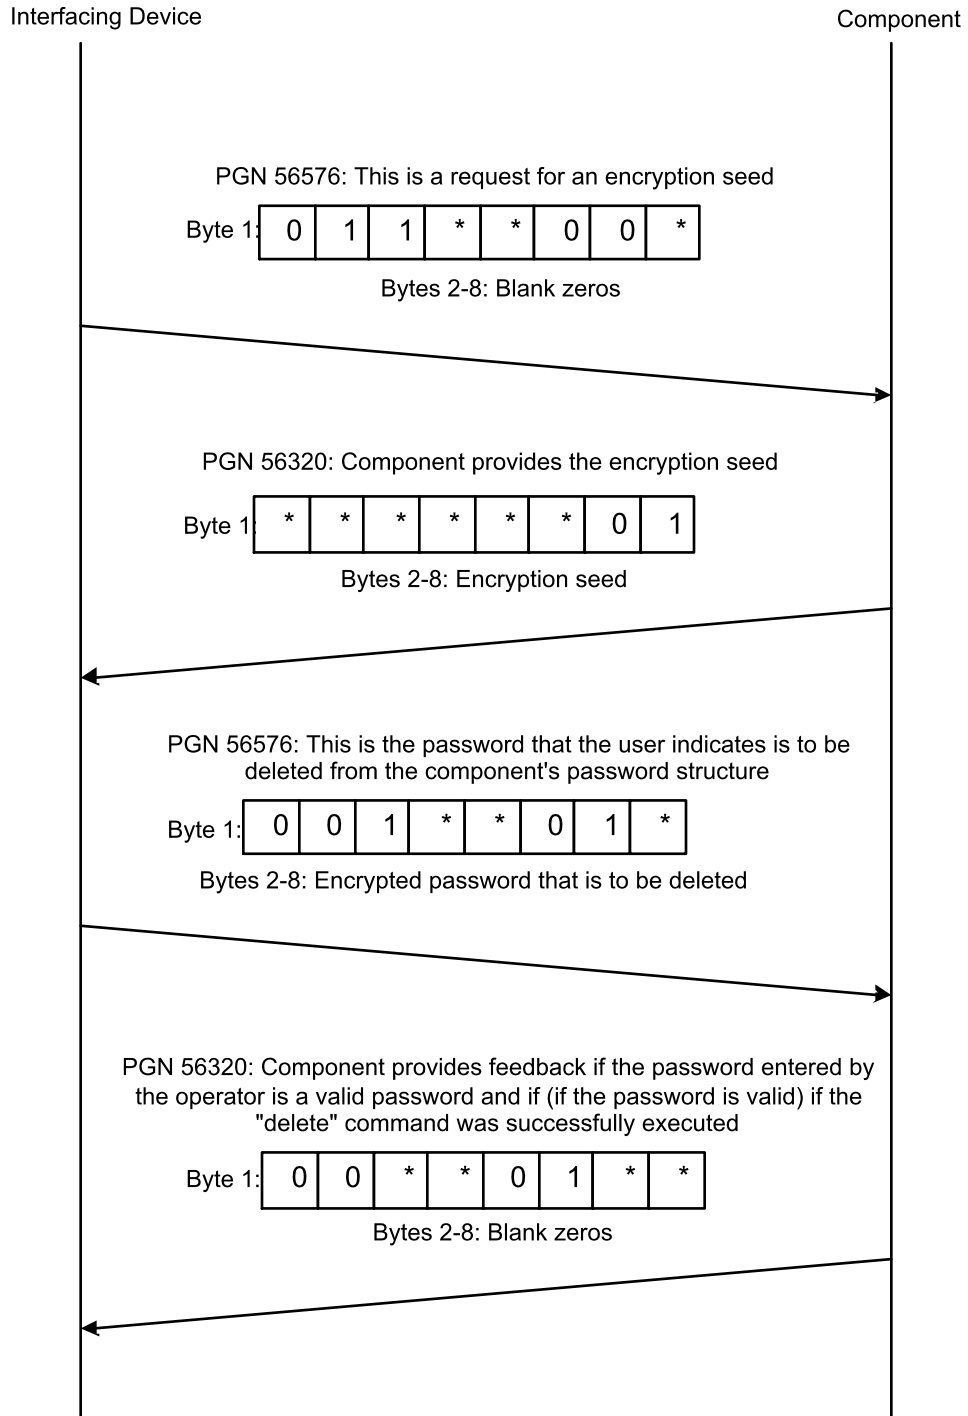 Interfacing Device
Component
PGN 56576: This is a request for an encryption seed
Byte 1: 0 1 1 * * 0 0 *
Bytes 2-8: Blank zeros
PGN 56320: Component provides the encryption seed
Byte 1: * * * * * * 0 1
Bytes 2-8: Encryption seed
PGN 56576: This is the password that the user indicates is to be
deleted from the component's password structure
Byte 1: 0 0 1 * * 0 1 *
Bytes 2-8: Encrypted password that is to be deleted
PGN 56320: Component provides feedback if the password entered by
the operator is a valid password and if (if the password is valid) if the
"delete" command was successfully executed
Byte 1: 0 0 * * 0 1 * *
Bytes 2-8: Blank zeros